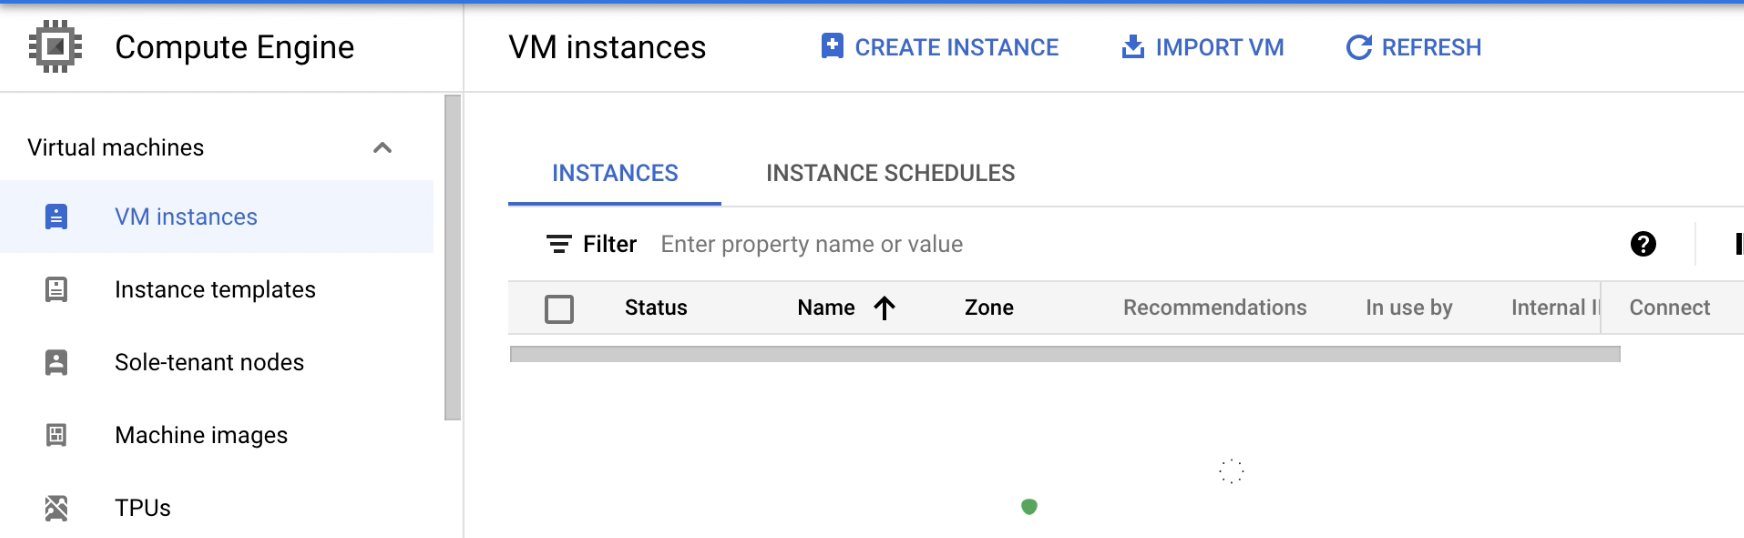 Compute Engine
VM instances
CREATE INSTANCE
IMPORT VM
REFRESH
Virtual machines
VM instances
Instance templates
Sole-tenant nodes
Machine images
TPUs
INSTANCES
INSTANCE SCHEDULES
Filter Enter property name or value
Status Name Zone Recommendations In use by Internal Connect